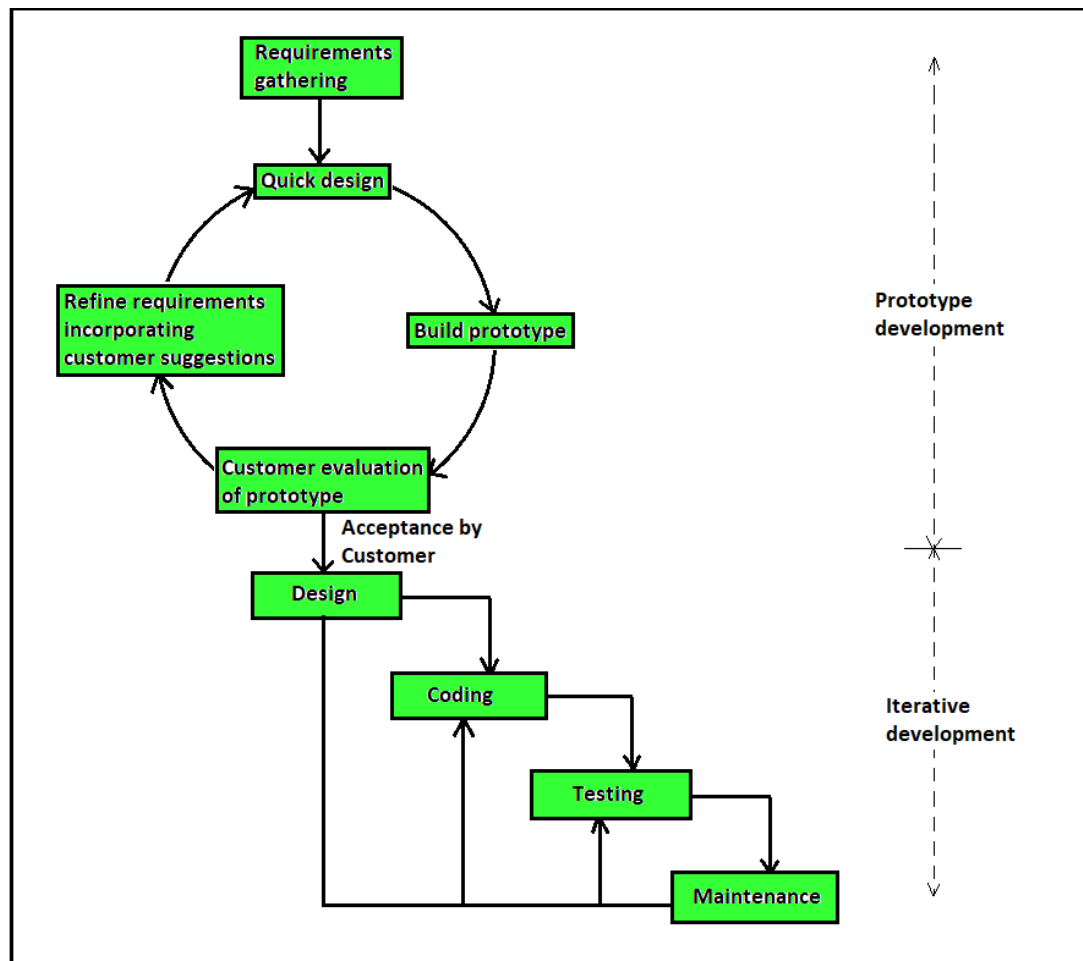 Requirements
gathering
Quick design
Refine requirements
incorporating
customer suggestions
Build prototype
Prototype
development
Customer evaluation
of prototype
Acceptance by
Customer
Design
Coding
Iterative
development
Testing
Maintenance